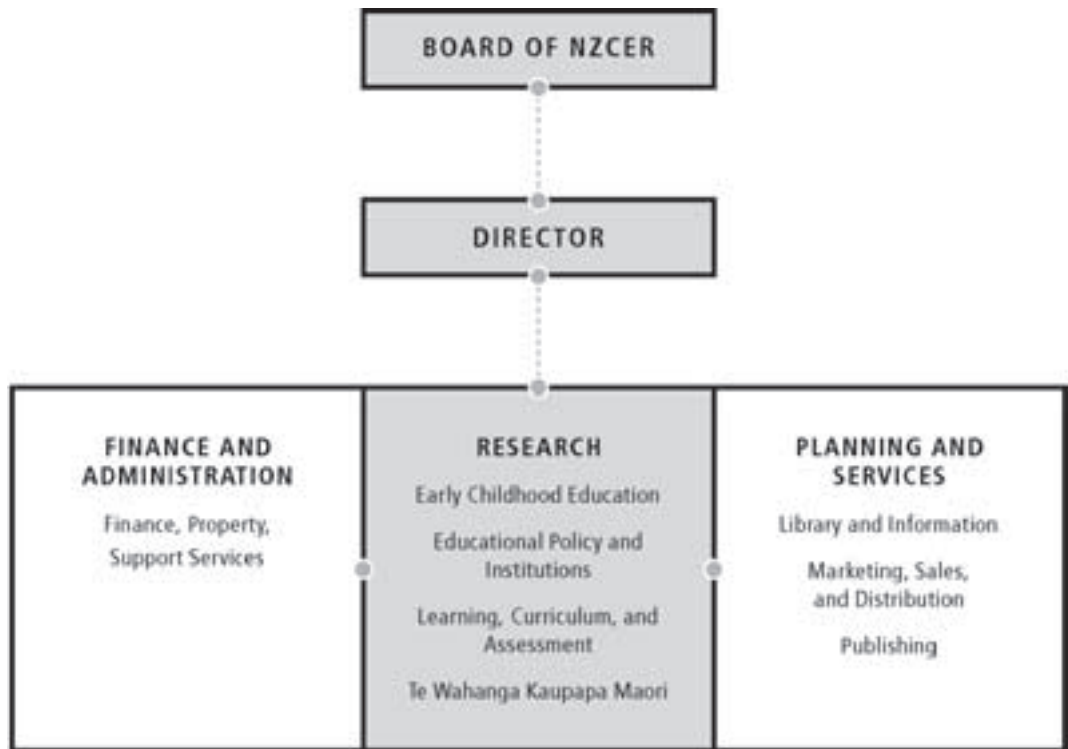 BOARD OF NZCER
DIRECTOR
FINANCE AND
ADMINISTRATION
Finance, Property,
Support Services
RESEARCH
Early Childhood Education
Educational Policy and
Institutions
Learning, Curriculum, and
Assessment
Te Wahanga Kaupapa Maori
PLANNING AND
SERVICES
Library and Information
Marketing, Sales,
and Distribution
Publishing